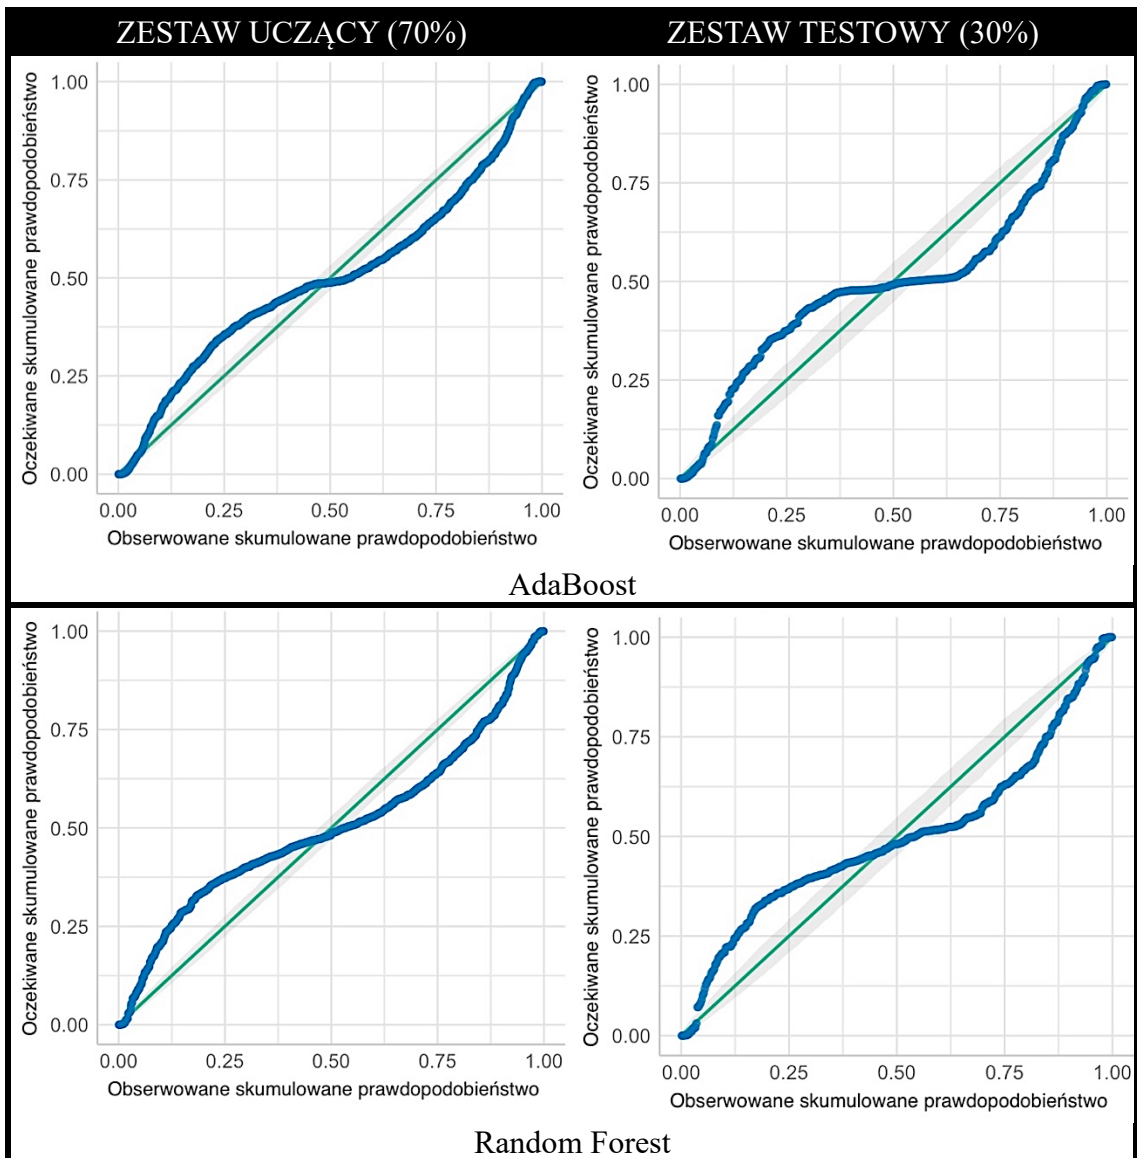 ZESTAW UCZĄCY (70%)
ZESTAW TESTOWY (30%)
Oczekiwane skumulowane prawdopodobieństwo
1.00
0.75
0.50
0.25
0.00
0.00 0.25 0.50 0.75 1.00
Obserwowane skumulowane prawdopodobieństwo
Oczekiwane skumulowane prawdopodobieństwo
1.00
0.75
0.50
0.25
0.00
0.00 0.25 0.50 0.75 1.00
Obserwowane skumulowane prawdopodobieństwo
AdaBoost
Oczekiwane skumulowane prawdopodobieństwo
1.00
0.75
0.50
0.25
0.00
0.00 0.25 0.50 0.75 1.00
Obserwowane skumulowane prawdopodobieństwo
Oczekiwane skumulowane prawdopodobieństwo
1.00
0.75
0.50
0.25
0.00
0.00 0.25 0.50 0.75 1.00
Obserwowane skumulowane prawdopodobieństwo
Random Forest